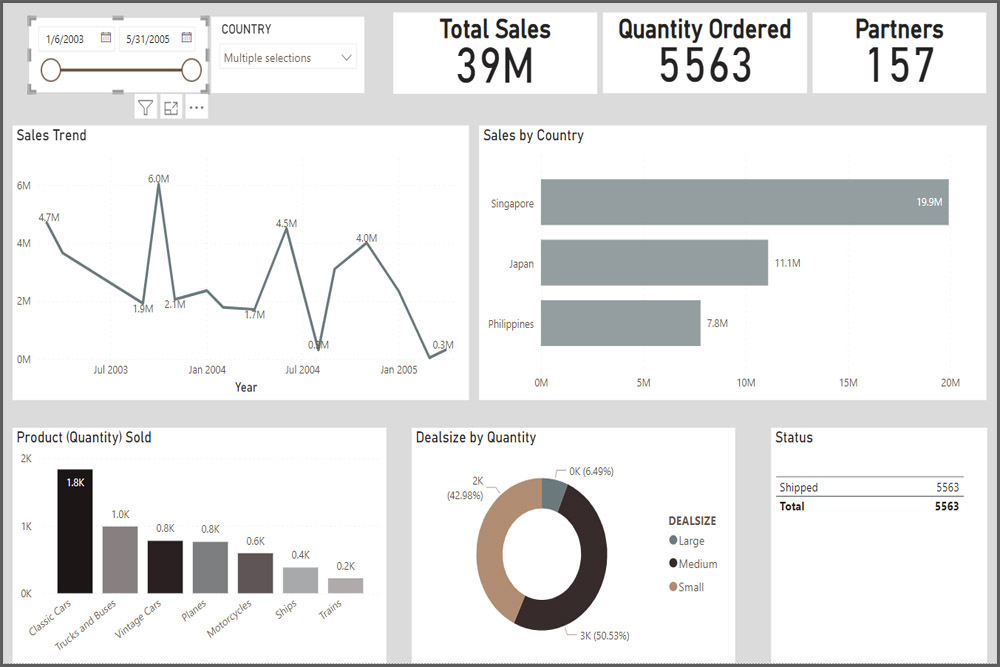 1/6/2003
5/31/2005
COUNTRY
Multiple selections
Total Sales
39M
Quantity Ordered
5563
Partners
157
Sales Trend
6M
4M
2M
0M
4.7M
6.0M
1.9M
2.1M
1.7M
4.5M
4.0M
0.3M
Jul 2003
Jan 2004
Jul 2004
Jan 2005
Year
Sales by Country
Singapore
19.9M
Japan
11.1M
Philippines
7.8M
0M
5M
10M
15M
20M
Product (Quantity) Sold
2K
1K
0K
1.8K
1.0K
0.8K
0.8K
0.6K
0.4K
0.2K
Classic Cars
Trucks and Buses
Vintage Cars
Planes
Motorcycles
Ships
Trains
Dealsize by Quantity
0K (6.49%)
2K
(42.98%)
3K (50.53%)
DEALSIZE
Large
Medium
Small
Status
Shipped 5563
Total 5563